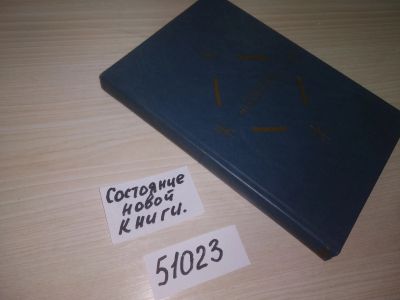 Состояние
новой
книги.
51023